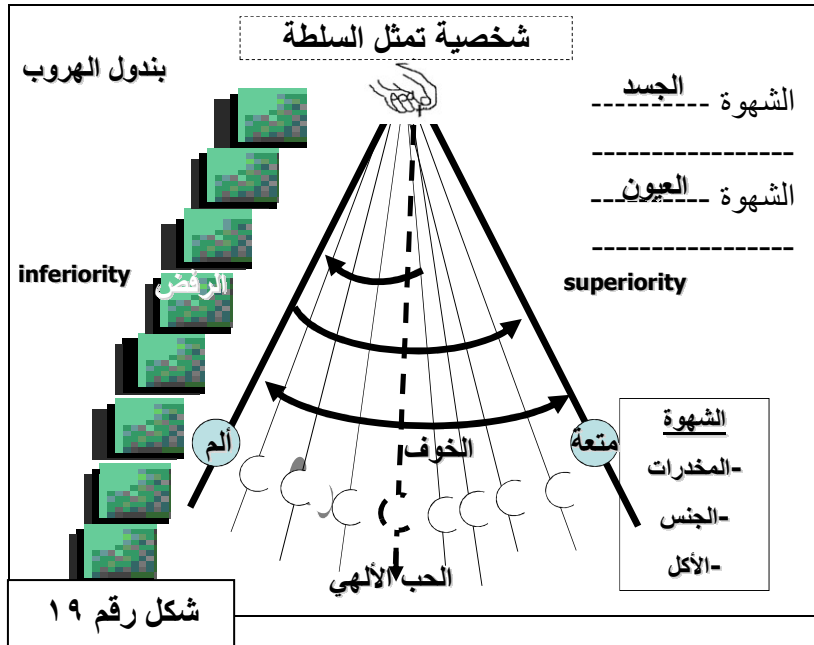 شخصية تمثل السلطة
بندول الهروب
الشهوة الجسد ----------
-----------------
الشهوة العيون ----------
-----------------
inferiority
الرفض
superiority
ألم
متعة
الخوف
الحب الألهي
الشهوة
-المخدرات
-الجنس
-الأكل
شكل رقم ١٩